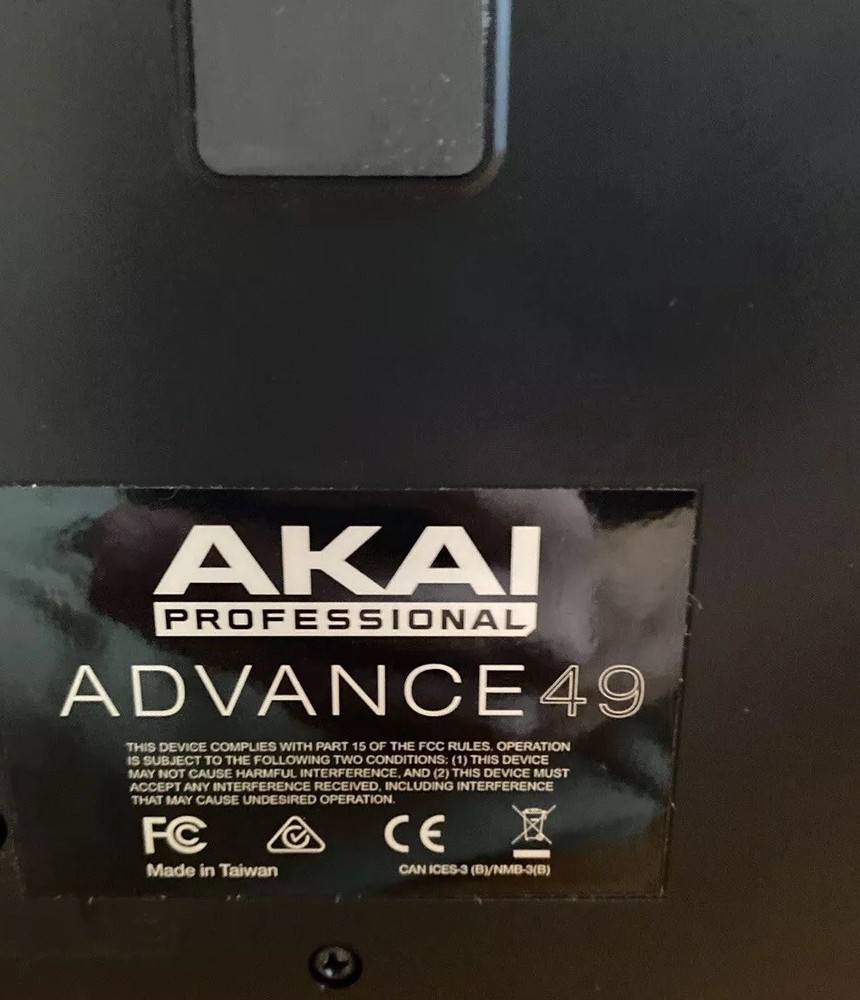 AKAI
PROFESSIONAL
ADVANCE49
THIS DEVICE COMPLIES WITH PART 15 OF THE FCC RULES. OPERATION
IS SUBJECT TO THE FOLLOWING TWO CONDITIONS: (1) THIS DEVICE
MAY NOT CAUSE HARMFUL INTERFERENCE, AND (2) THIS DEVICE MUST
ACCEPT ANY INTERFERENCE RECEIVED, INCLUDING INTERFERENCE
THAT MAY CAUSE UNDESIRED OPERATION.
FC CE
Made in Taiwan CAN ICES-3 (B)/NMB-3(B)